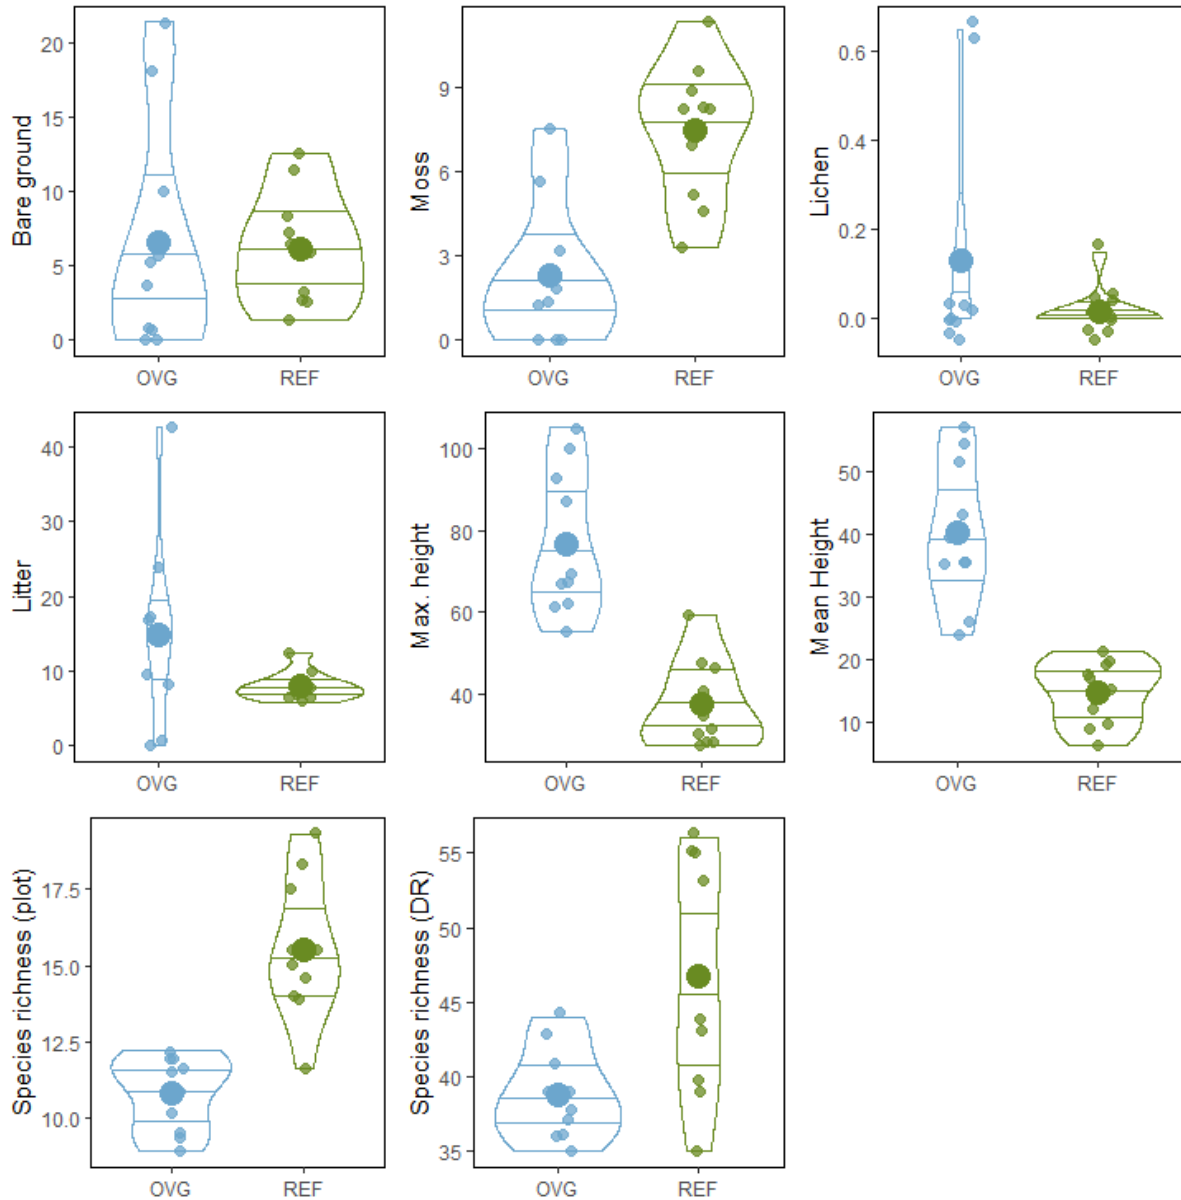 Bare ground
20
15
10
5
0
OVG REF
Moss
9
6
3
0
OVG REF
Lichen
0.6
0.4
0.2
0.0
OVG REF
Litter
40
30
20
10
0
OVG REF
Max. height
100
80
60
40
OVG REF
Mean Height
50
40
30
20
10
OVG REF
Species richness (plot)
17.5
15.0
12.5
10.0
OVG REF
Species richness (DR)
55
50
45
40
35
OVG REF